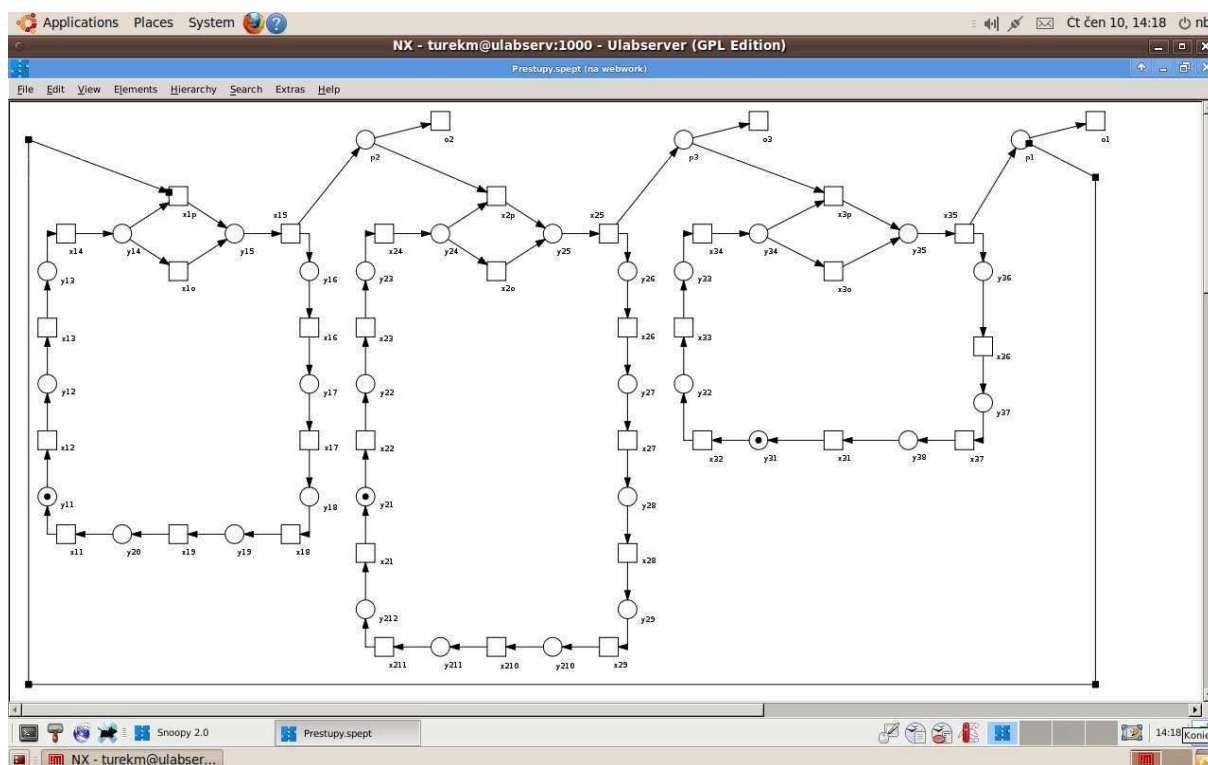 Applications Places System Čt čen 10, 14:18 nb
NX - turekm@ulabserv:1000 - Ulabserver (GPL Edition)
Prestupy.spept (na webwork)
File Edit View Elements Hierarchy Search Extras Help
o2 o3 o1
p2 p3 p1
x1p x15 x2p x25 x3p x35
x14 y14 y15 x24 y24 y25 x34 y34 y35
y13 x1o y16 y23 x2o y26 y33 x3o y36
x13 x16 x23 x26 x33 x36
y12 y17 y22 y27 y32 y37
x12 x17 x22 x27 x32 y31 x31 y38 x37
y11 y18 y21 y28
x11 y20 x19 y19 x18 x21 x28
y212 y29
x211 y211 x210 y210 x29
Snoopy 2.0 Prestupy.spept 14:18 Konie
NX - turekm@ulabser...